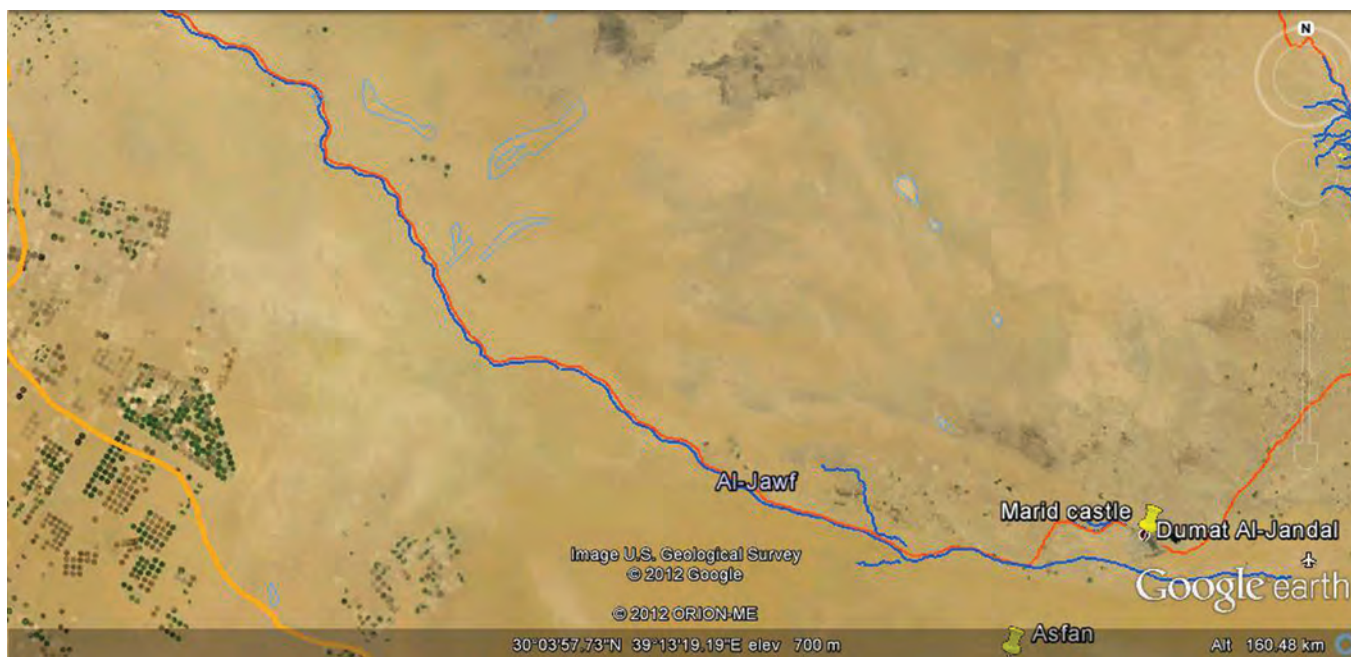 N
Al-Jawf
Marid castle
Dumat Al-Jandal
Image U.S. Geological Survey
© 2012 Google
© 2012 ORION-ME
Google earth
30°03'57.73"N 39°13'19.19"E elev 700 m
Asfan
Alt 160.48 km